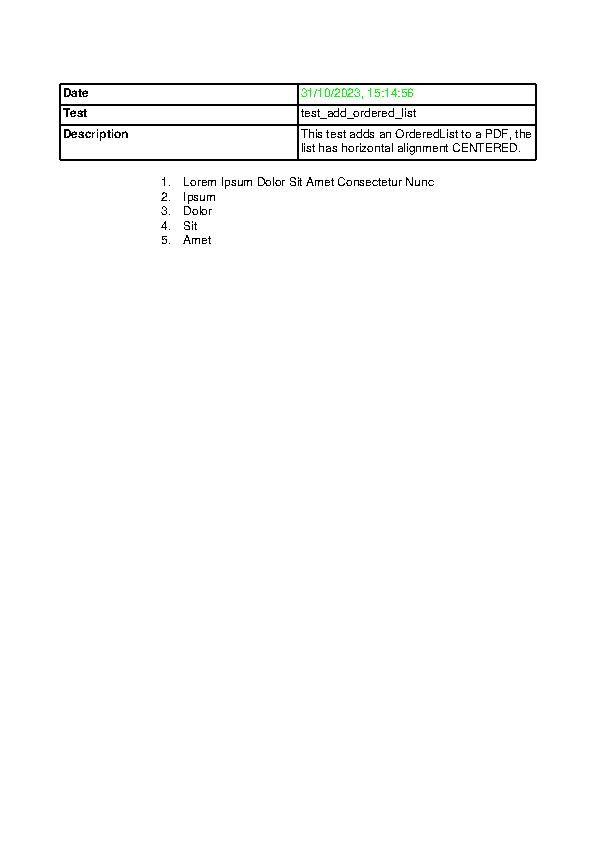 Date 31/10/2023, 15:14:56
Test test_add_ordered_list
Description This test adds an OrderedList to a PDF, the
list has horizontal alignment CENTERED.
1. Lorem Ipsum Dolor Sit Amet Consectetur Nunc
2. Ipsum
3. Dolor
4. Sit
5. Amet